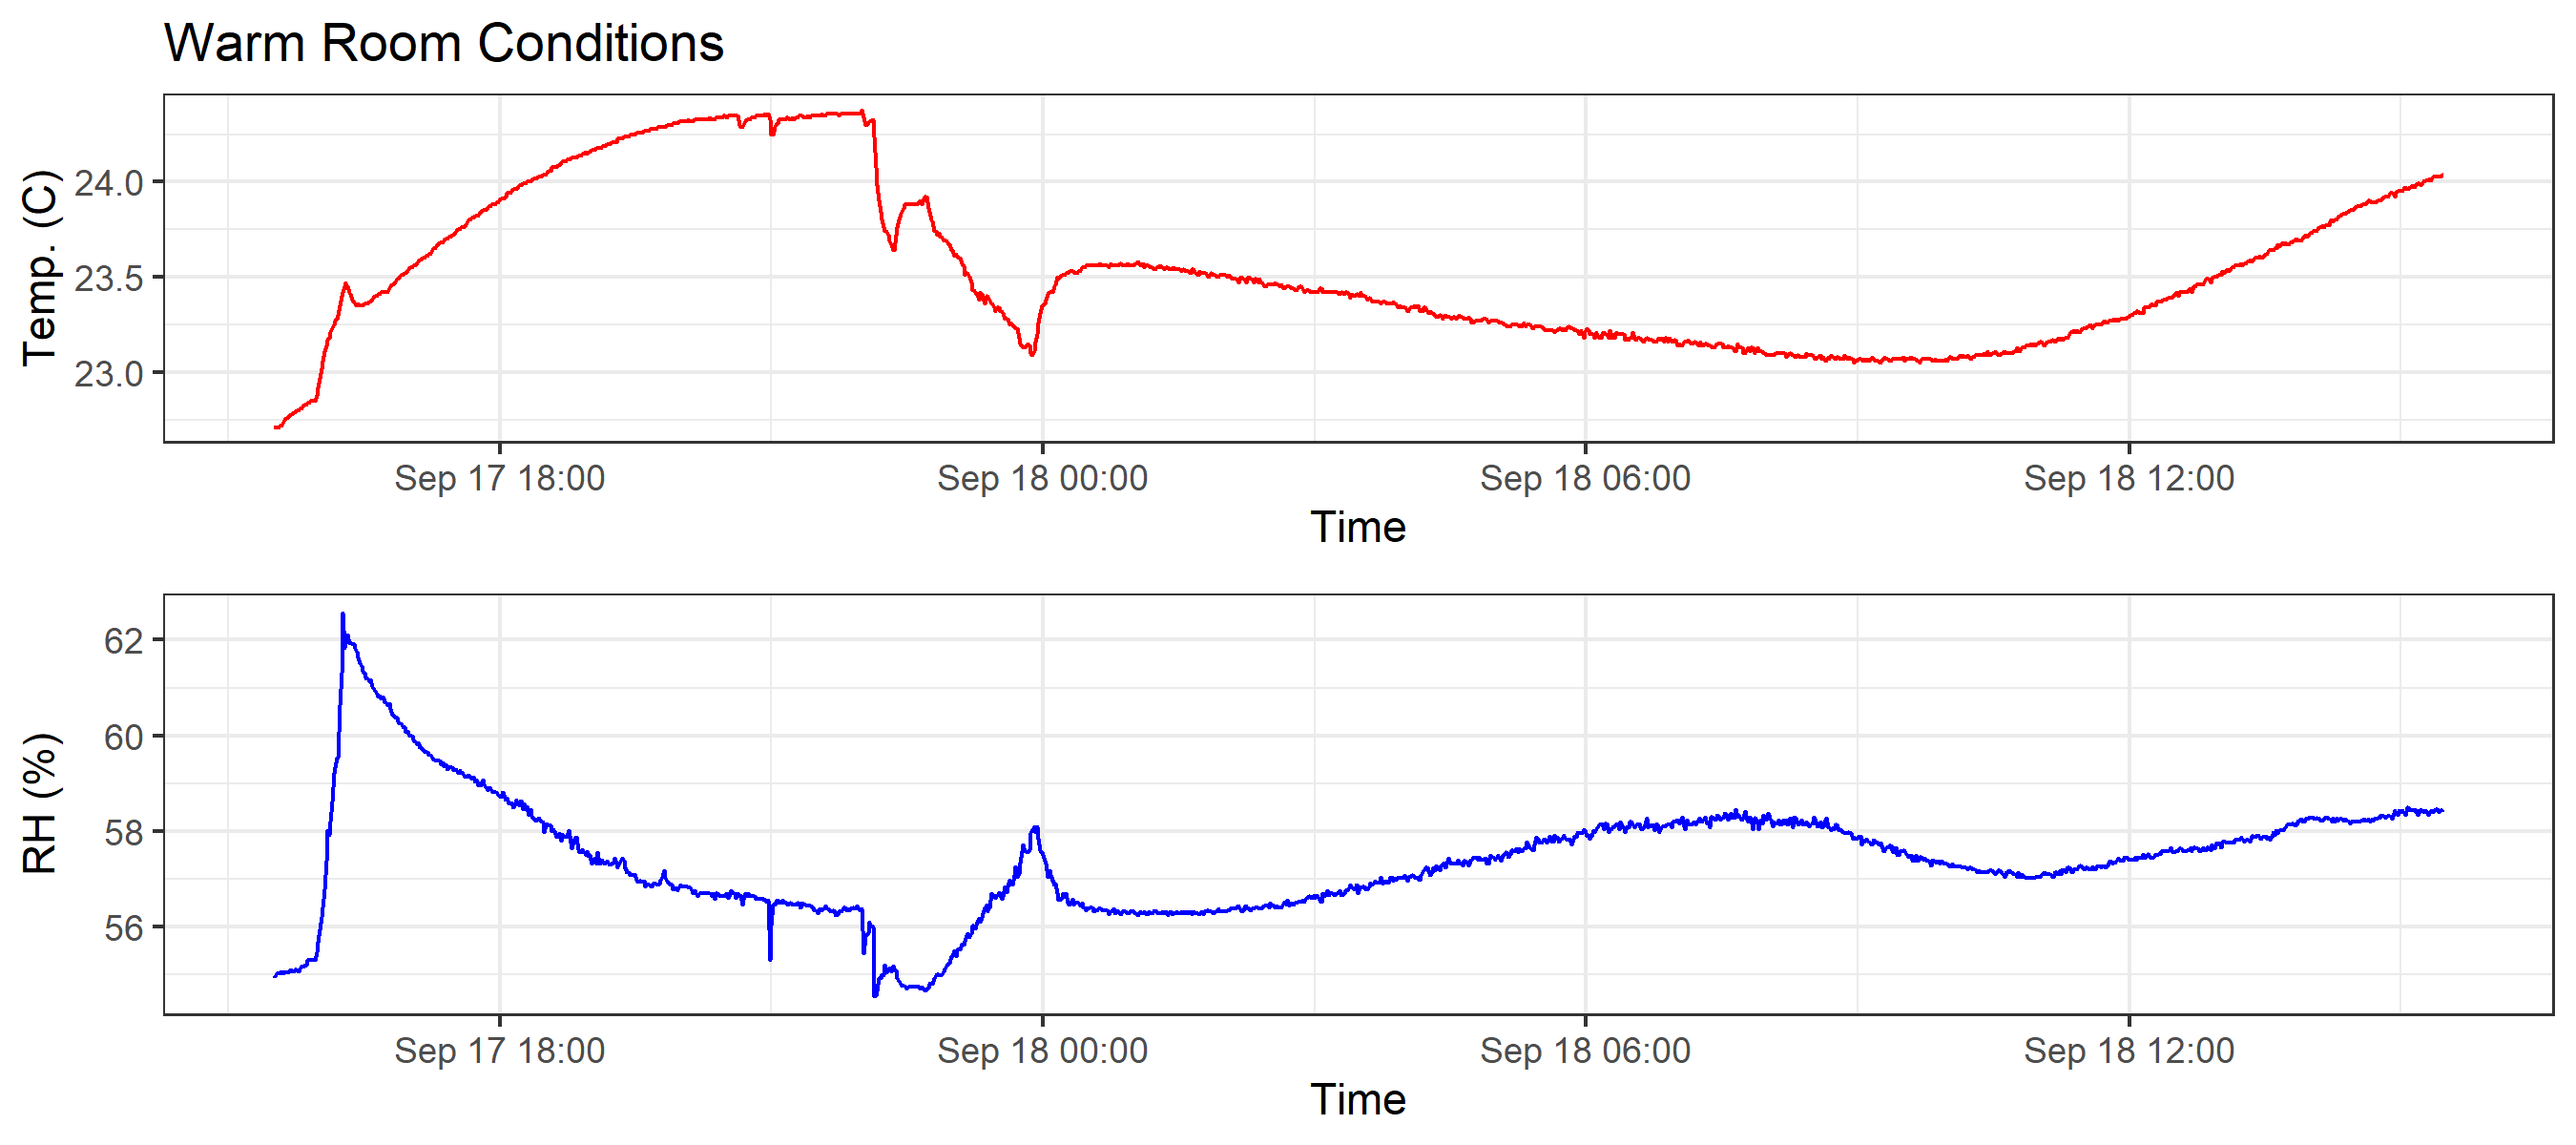 Warm Room Conditions
Temp. (C)
24.0
23.5
23.0
Sep 17 18:00 Sep 18 00:00 Sep 18 06:00 Sep 18 12:00
Time
RH (%)
62
60
58
56
Sep 17 18:00 Sep 18 00:00 Sep 18 06:00 Sep 18 12:00
Time